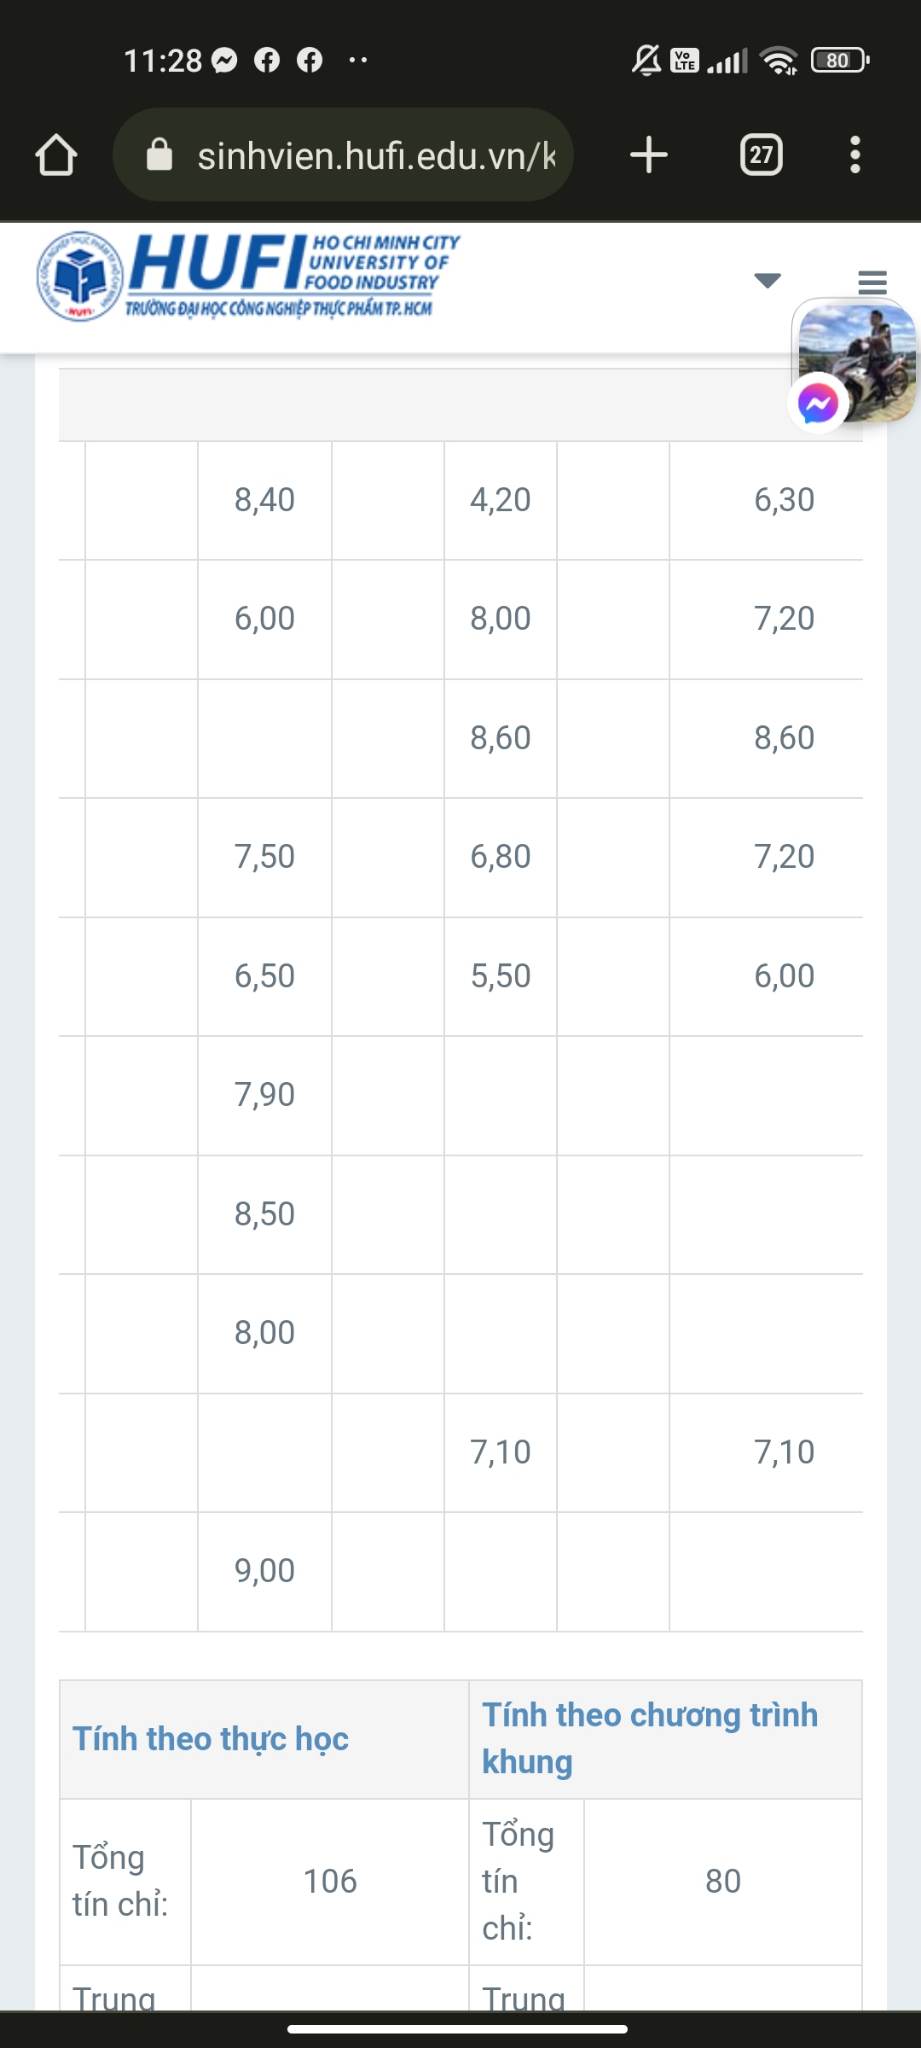 11:28
Vo LTE
80
sinhvien.hufi.edu.vn/k
27
HUFI
HO CHI MINH CITY
UNIVERSITY OF
FOOD INDUSTRY
TRƯỜNG ĐẠI HỌC CÔNG NGHIỆP THỰC PHẨM TP. HCM
8,40 4,20 6,30
6,00 8,00 7,20
8,60 8,60
7,50 6,80 7,20
6,50 5,50 6,00
7,90
8,50
8,00
7,10 7,10
9,00
Tính theo thực học
Tính theo chương trình
khung
Tổng
tín chỉ:
106
Tổng
tín
chỉ:
80
Trung
Trung